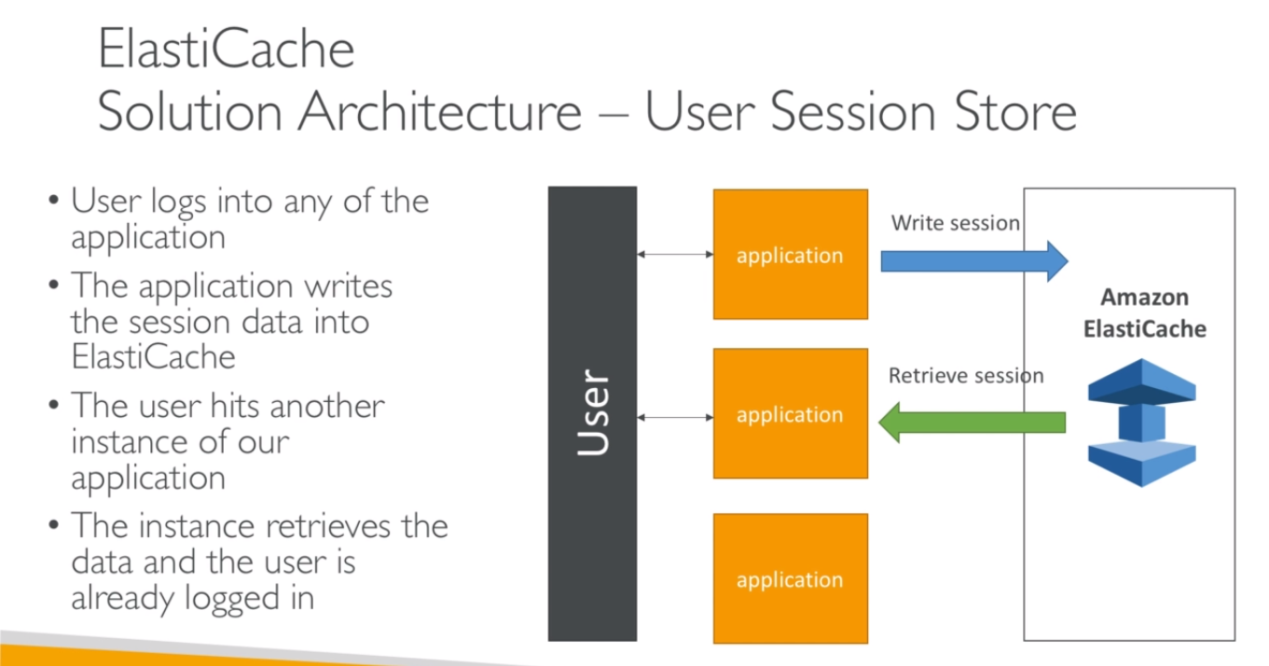 ElastiCache
Solution Architecture – User Session Store
• User logs into any of the
application
• The application writes
the session data into
ElastiCache
• The user hits another
instance of our
application
• The instance retrieves the
data and the user is
already logged in
User
application
Write session
application
Retrieve session
application
Amazon
ElastiCache